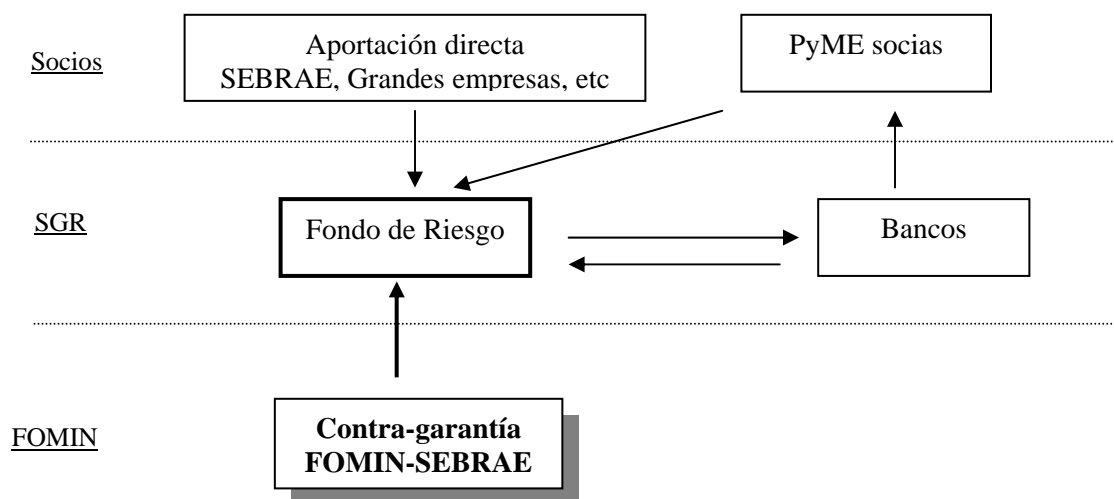 Socios
Aportación directa
SEBRAE, Grandes empresas, etc
PyME socias
SGR
Fondo de Riesgo
Bancos
FOMIN
Contra-garantía
FOMIN-SEBRAE